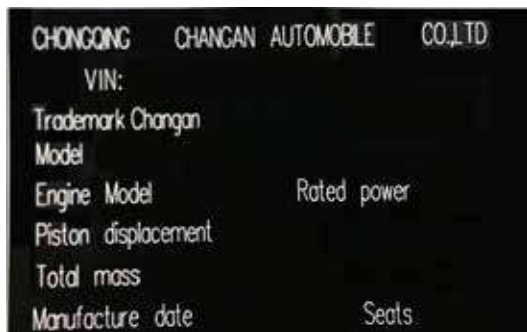 CHONGQING CHANGAN AUTOMOBILE CO.,LTD
VIN:
Trademark Changan
Model
Engine Model Rated power
Piston displacement
Total mass
Manufacture date Seats